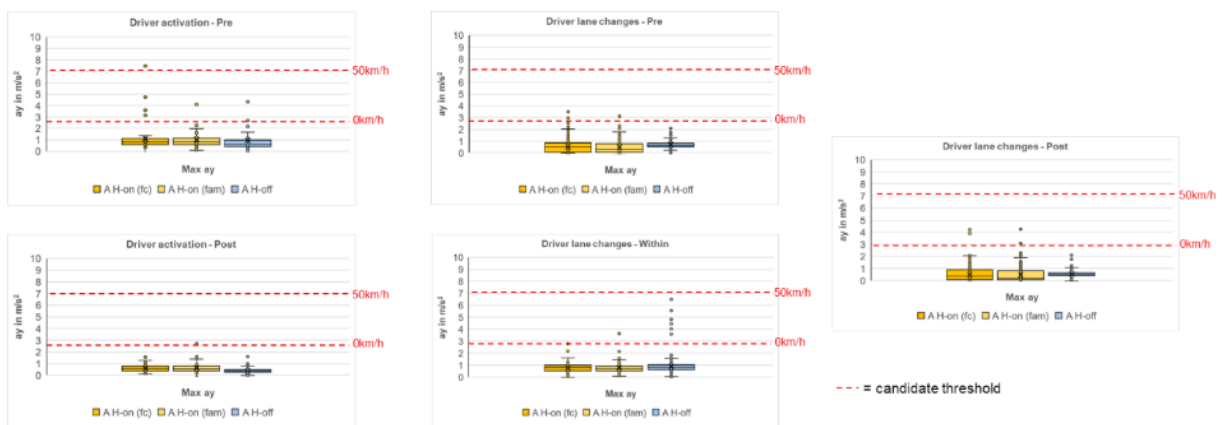 Driver activation - Pre
10
9
8
7
6
5
4
3
2
1
0
ay in m/s²
50km/h
0km/h
Max ay
A H-on (fc) A H-on (fam) A H-off
Driver lane changes - Pre
10
9
8
7
6
5
4
3
2
1
0
ay in m/s²
50km/h
0km/h
Max ay
A H-on (fc) A H-on (fam) A H-off
Driver lane changes - Post
10
9
8
7
6
5
4
3
2
1
0
ay in m/s²
50km/h
0km/h
Max ay
A H-on (fc) A H-on (fam) A H-off
Driver activation - Post
10
9
8
7
6
5
4
3
2
1
0
ay in m/s²
50km/h
0km/h
Max ay
A H-on (fc) A H-on (fam) A H-off
Driver lane changes - Within
10
9
8
7
6
5
4
3
2
1
0
ay in m/s²
50km/h
0km/h
Max ay
A H-on (fc) A H-on (fam) A H-off
= candidate threshold